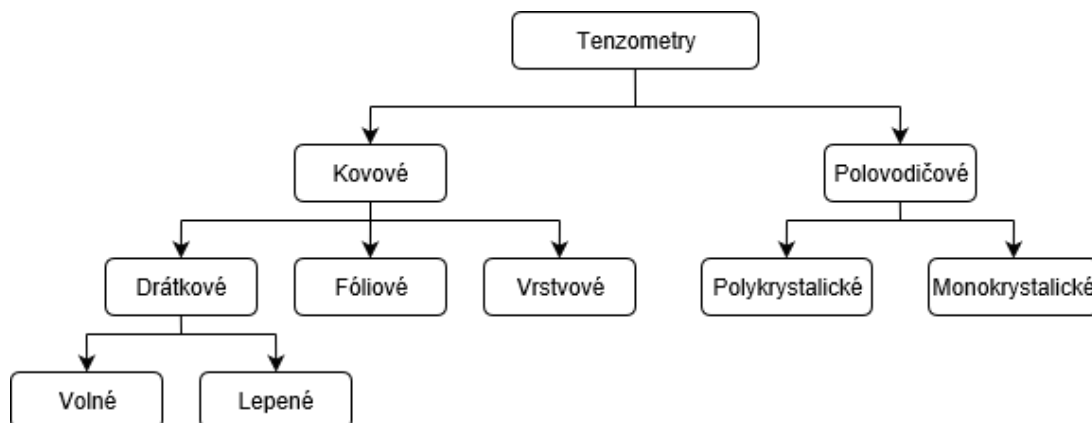 Tenzometry
Kovové
Polovodičové
Drátkové
Fóliové
Vrstvové
Polykrystalické
Monokrystalické
Volné
Lepené